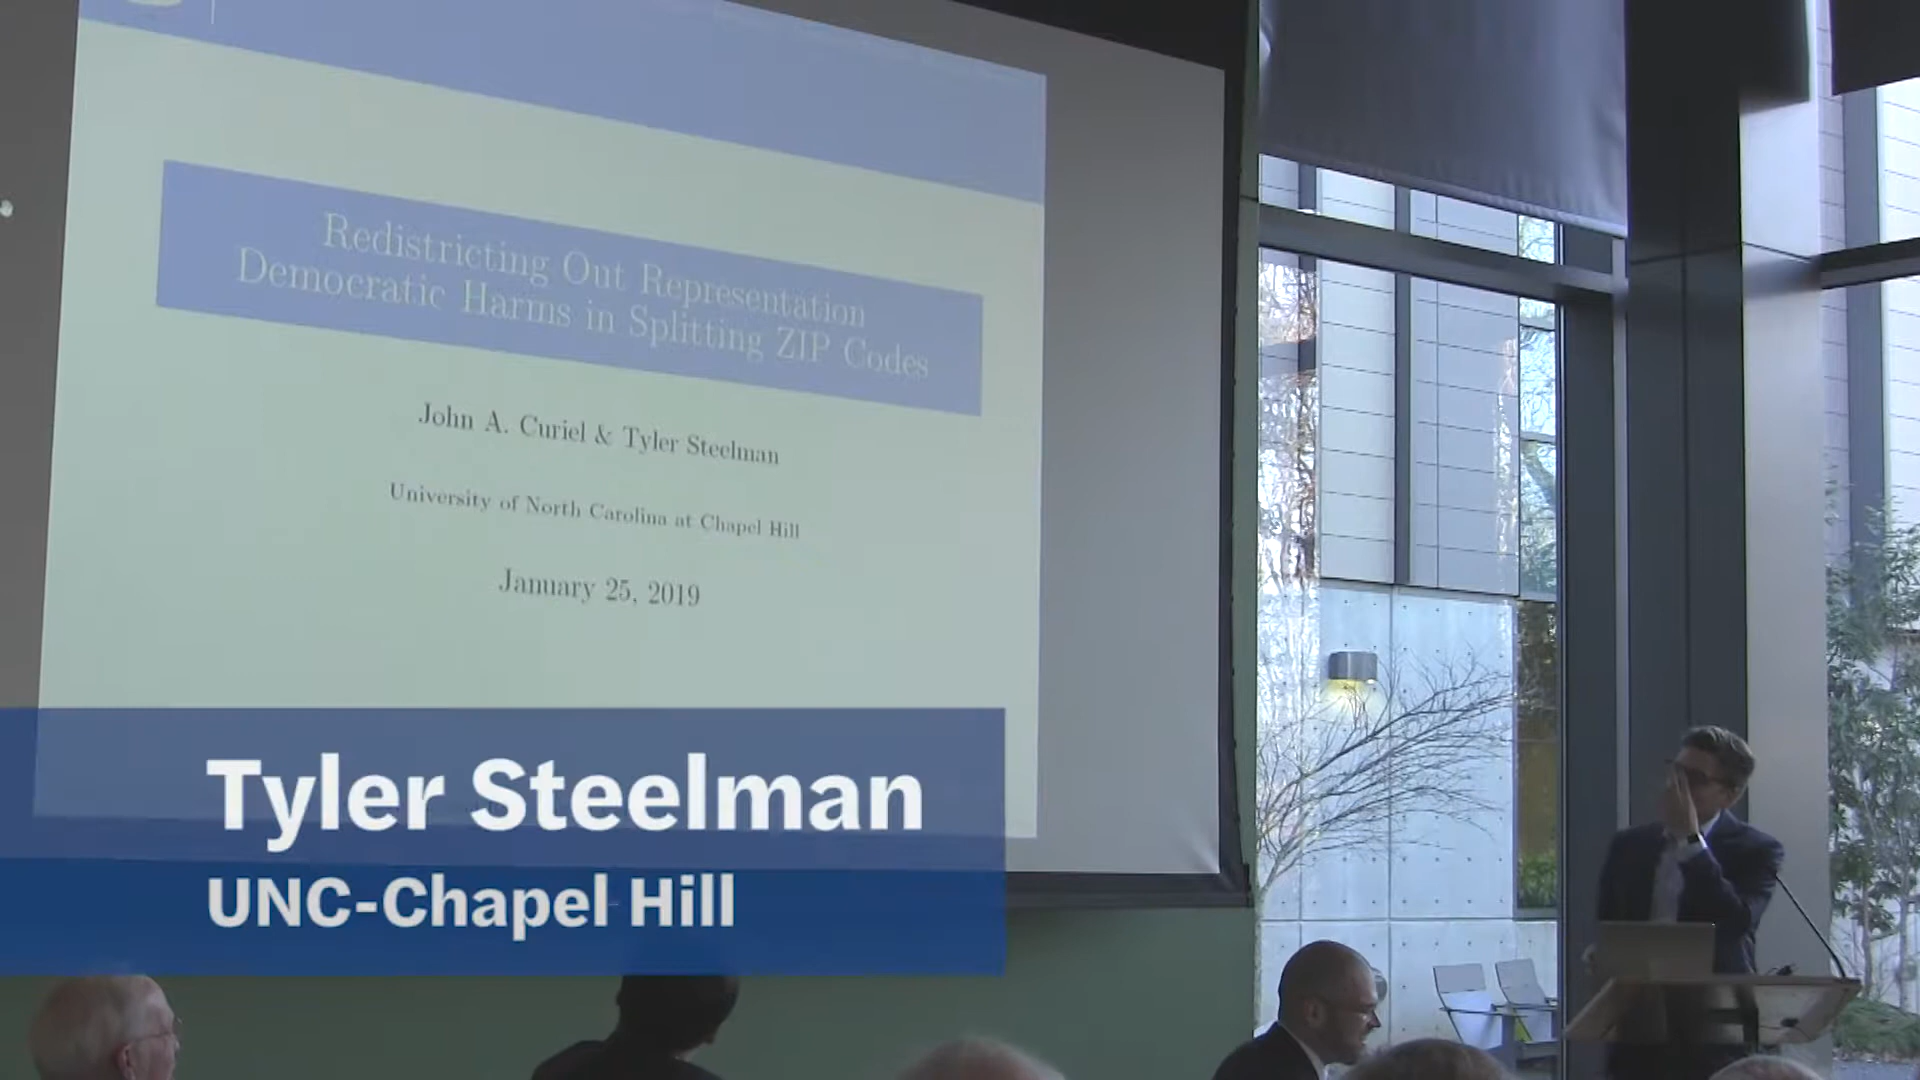 Redistricting Out Representation
Democratic Harms in Splitting ZIP Codes
John A. Curiel & Tyler Steelman
University of North Carolina at Chapel Hill
January 25, 2019
Tyler Steelman
UNC-Chapel Hill